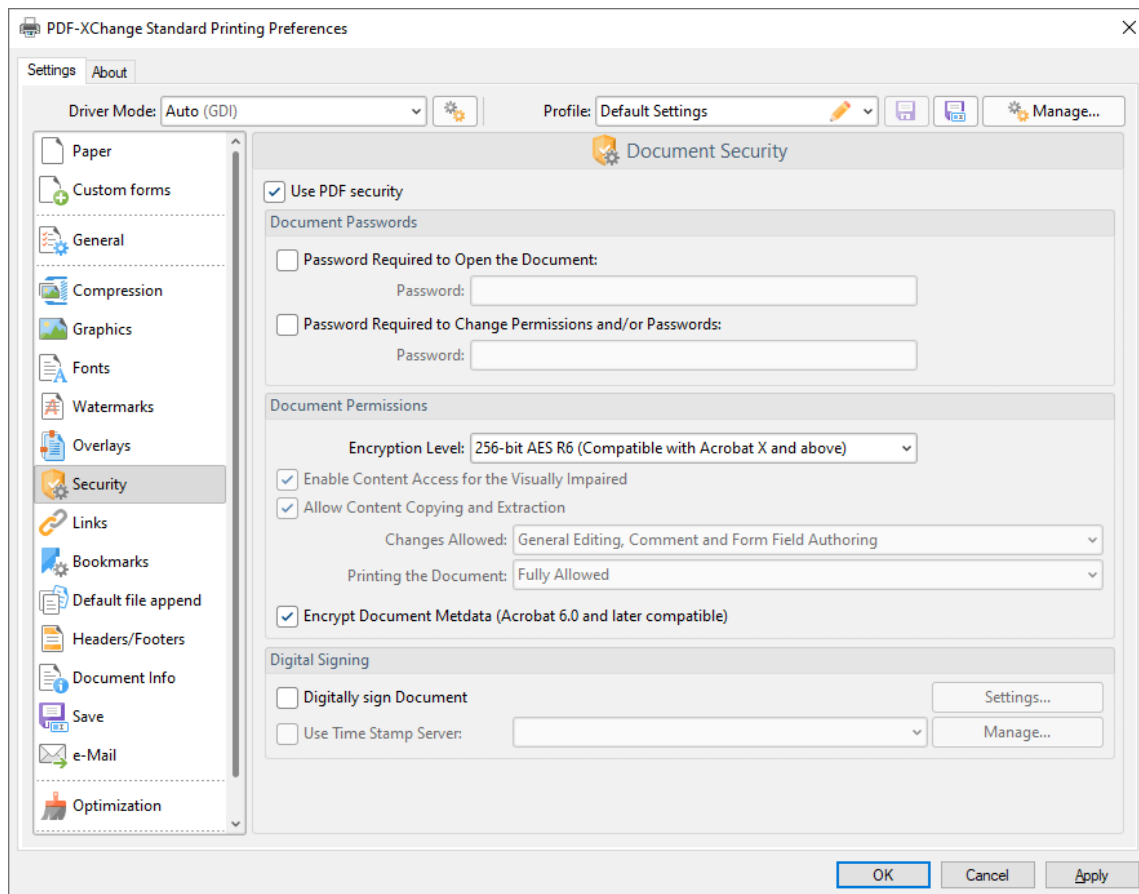 PDF-XChange Standard Printing Preferences
Settings About
Driver Mode: Auto (GDI) Profile: Default Settings Manage...
Paper
Custom forms
General
Compression
Graphics
Fonts
Watermarks
Overlays
Security
Links
Bookmarks
Default file append
Headers/Footers
Document Info
Save
e-Mail
Optimization
Document Security
Use PDF security
Document Passwords
Password Required to Open the Document:
Password:
Password Required to Change Permissions and/or Passwords:
Password:
Document Permissions
Encryption Level: 256-bit AES R6 (Compatible with Acrobat X and above)
Enable Content Access for the Visually Impaired
Allow Content Copying and Extraction
Changes Allowed: General Editing, Comment and Form Field Authoring
Printing the Document: Fully Allowed
Encrypt Document Metdata (Acrobat 6.0 and later compatible)
Digital Signing
Digitally sign Document Settings...
Use Time Stamp Server: Manage...
OK Cancel Apply